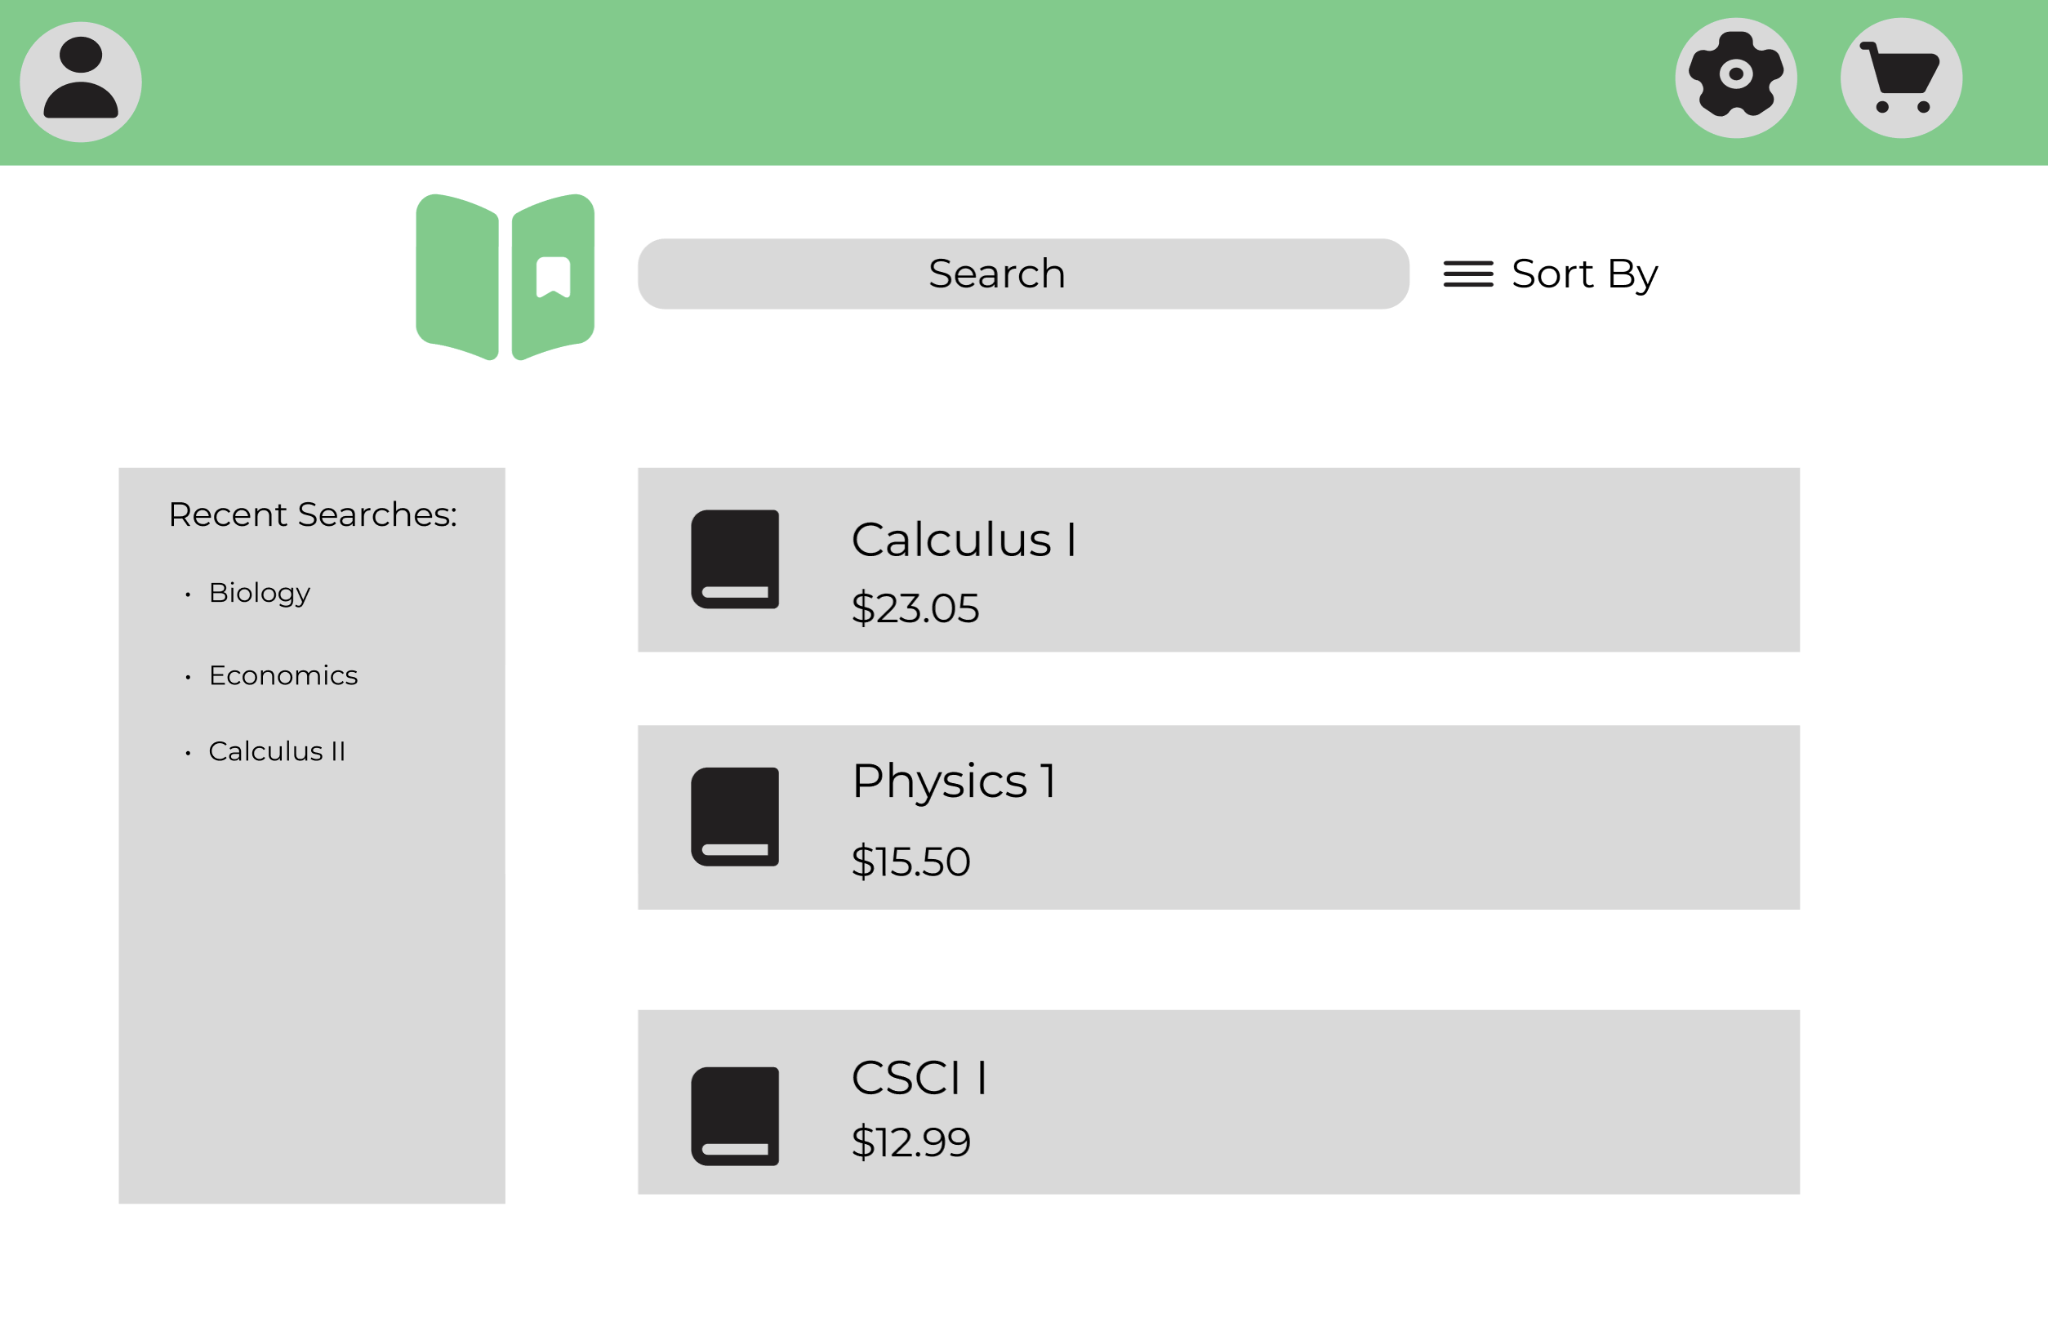 Search
Sort By
Recent Searches:
• Biology
• Economics
• Calculus II
Calculus I
$23.05
Physics 1
$15.50
CSCI I
$12.99